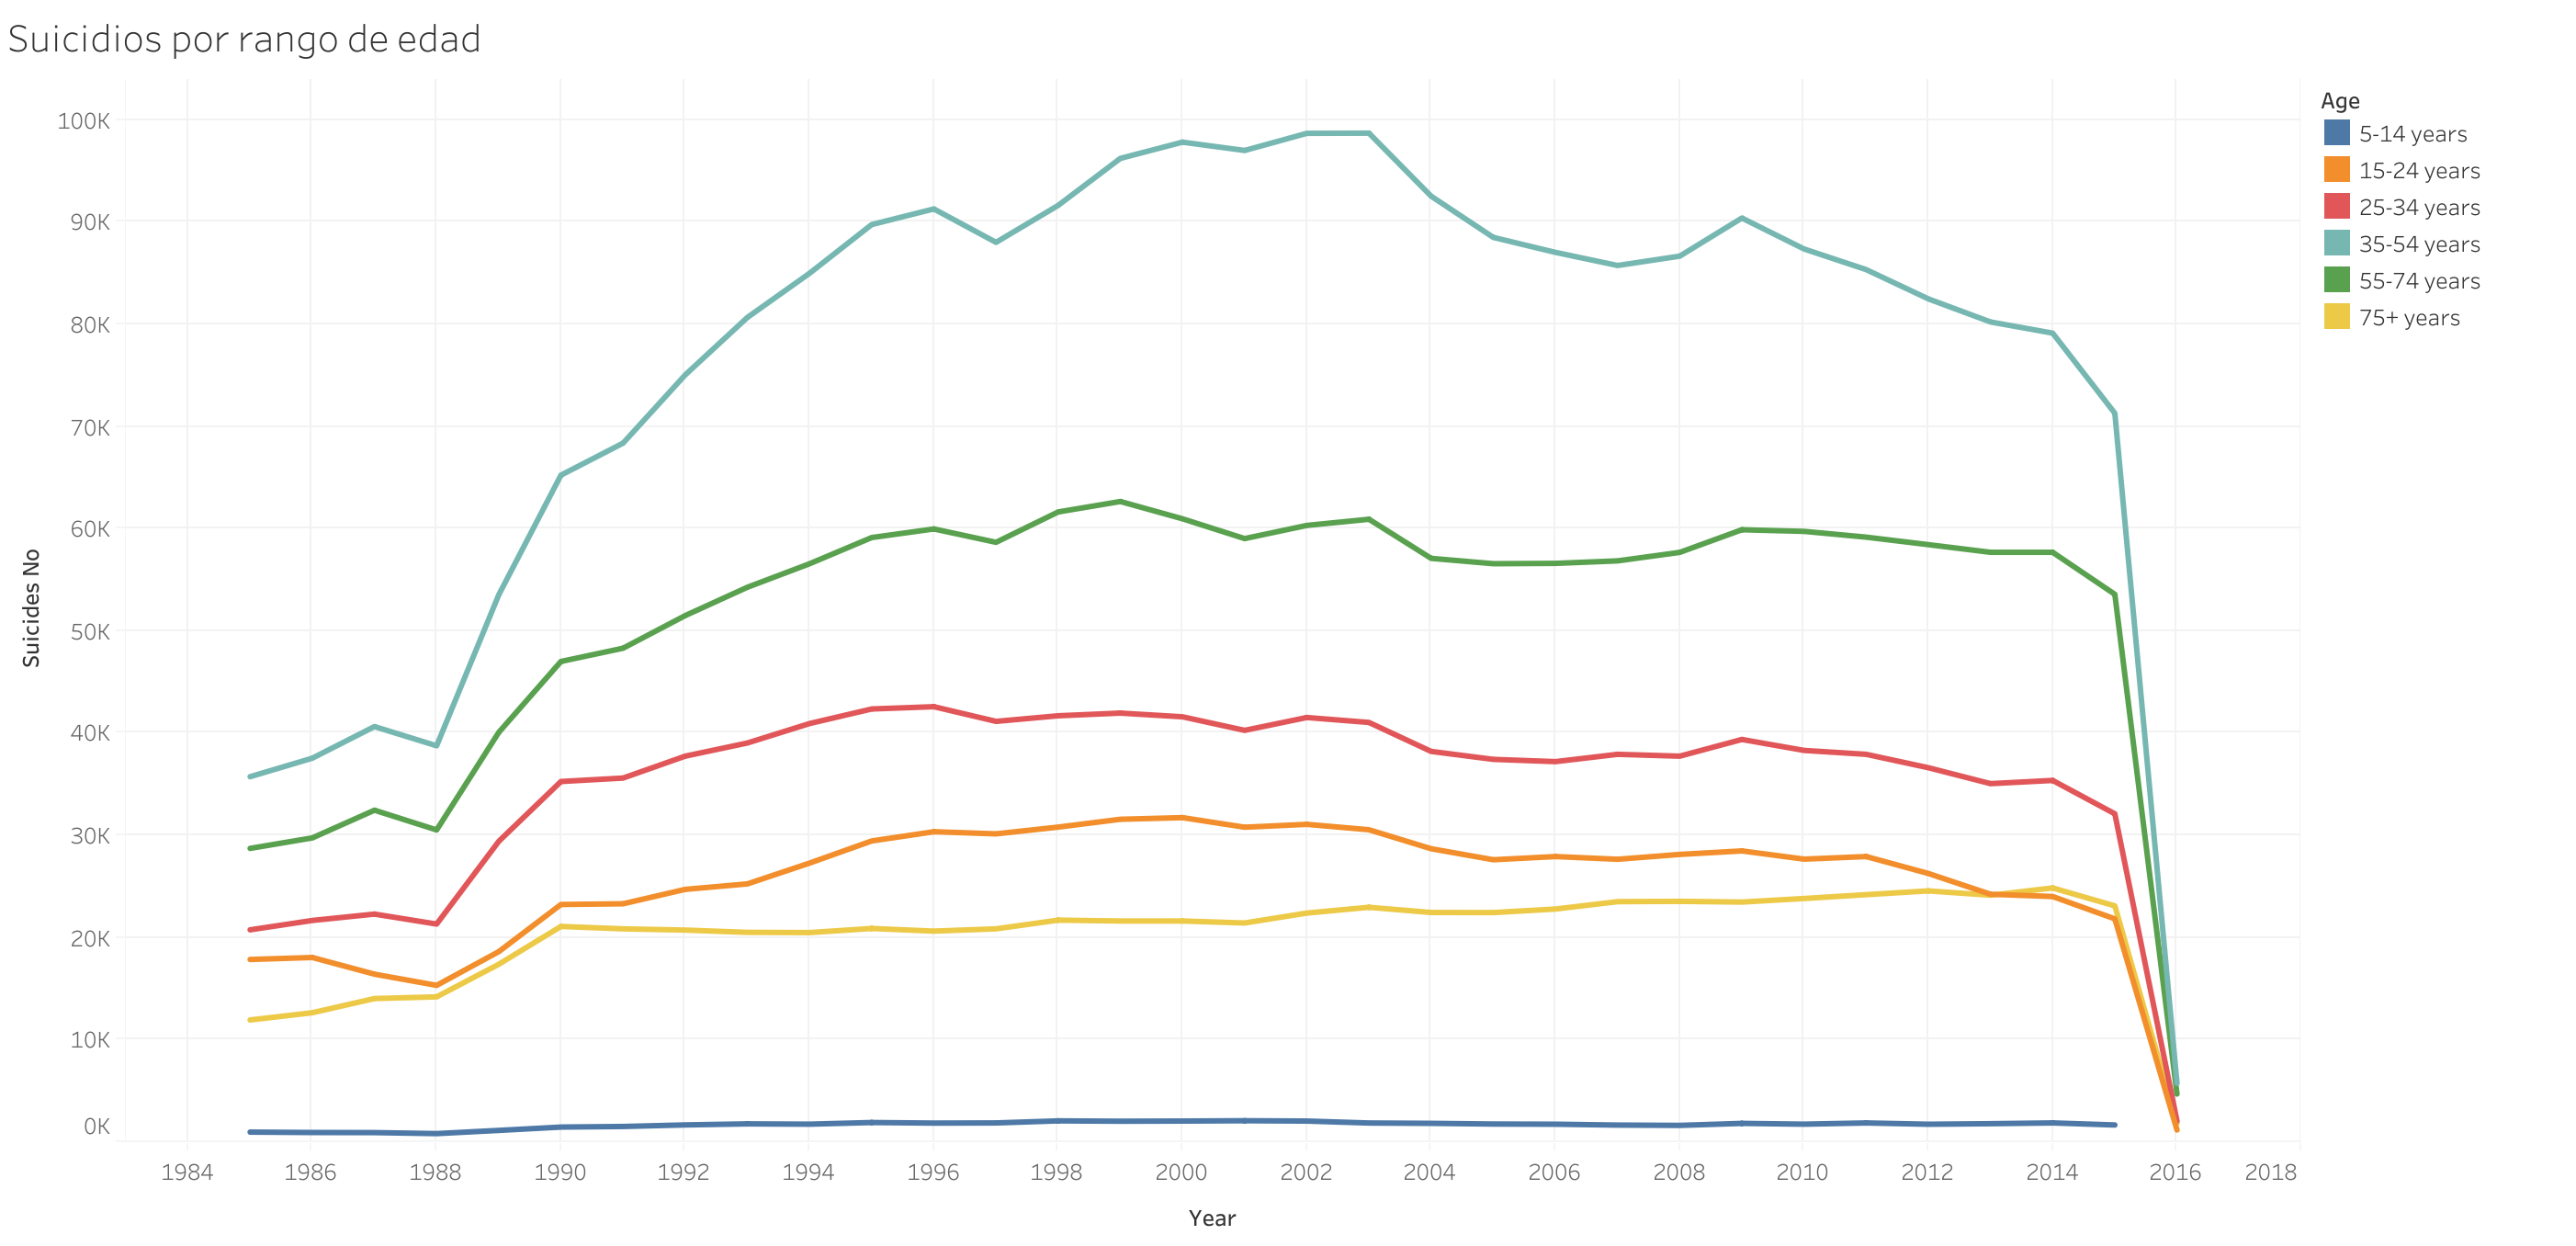 Suicidios por rango de edad
Age
5-14 years
15-24 years
25-34 years
35-54 years
55-74 years
75+ years
Suicides No
100K
90K
80K
70K
60K
50K
40K
30K
20K
10K
0K
1984 1986 1988 1990 1992 1994 1996 1998 2000 2002 2004 2006 2008 2010 2012 2014 2016 2018
Year